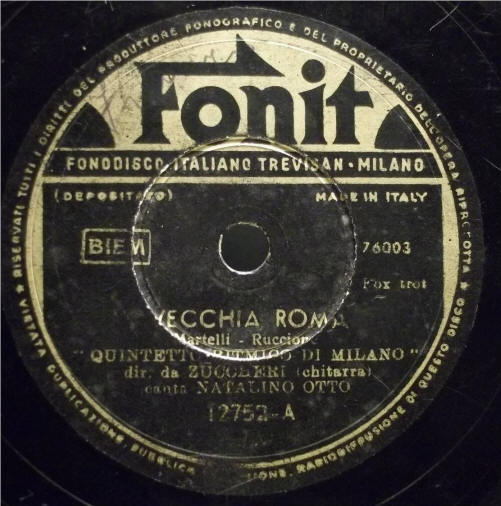 RISERVATI TUTTI I DIRITTI DEL PRODUTTORE FONOGRAFICO E DEL PROPRIETARIO DELL'OPERA RIPRODOTTA
Fonit
FONODISCO ITALIANO TREVISAN · MILANO
(DEPOSITATO) MADE IN ITALY
BIEM 76003
Fox trot
VECCHIA ROMA
Martelli - Ruccione
"QUINTETTO RITMICO DI MILANO"
dir. da ZUCCHERI (chitarra)
canta NATALINO OTTO
12752-A
RADIODIFFUSIONE DI QUESTO DISCO